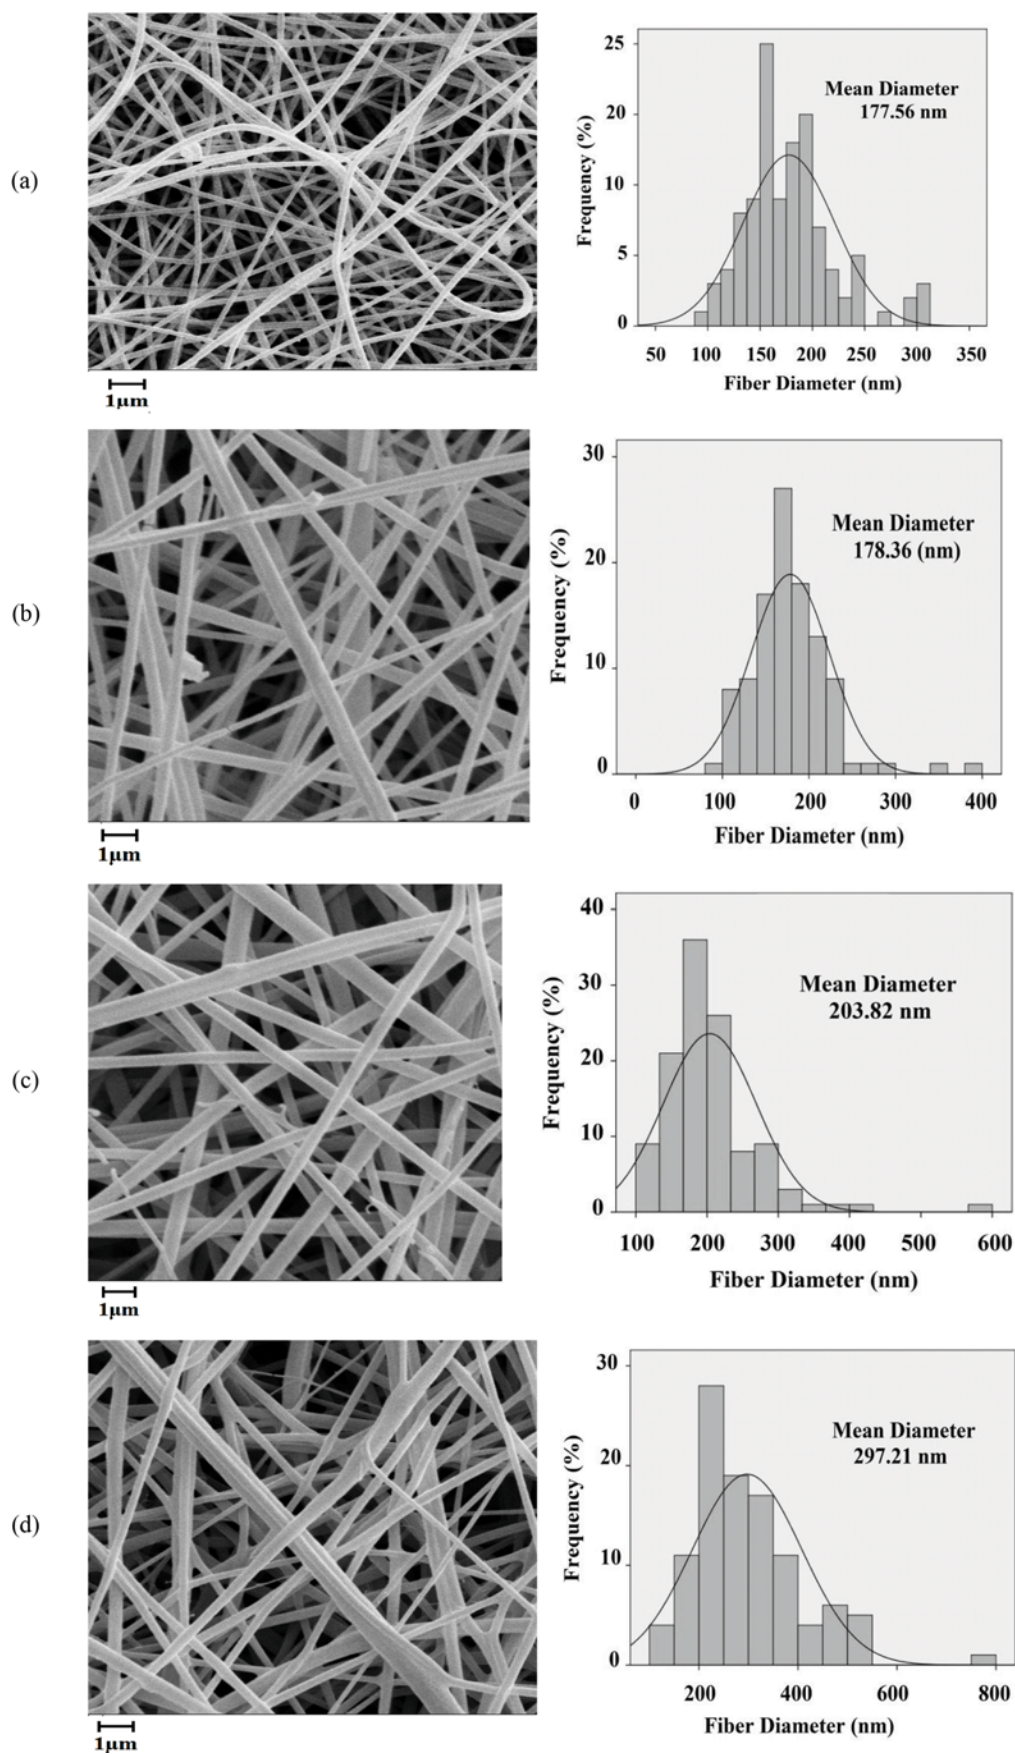 (a)
1μm
Frequency (%)
25
20
10
5
0
Mean Diameter
177.56 nm
50 100 150 200 250 300 350
Fiber Diameter (nm)
(b)
1μm
Frequency (%)
30
20
10
0
Mean Diameter
178.36 (nm)
0 100 200 300 400
Fiber Diameter (nm)
(c)
1μm
Frequency (%)
40
30
20
10
0
Mean Diameter
203.82 nm
100 200 300 400 500 600
Fiber Diameter (nm)
(d)
1μm
Frequency (%)
30
20
10
0
Mean Diameter
297.21 nm
200 400 600 800
Fiber Diameter (nm)